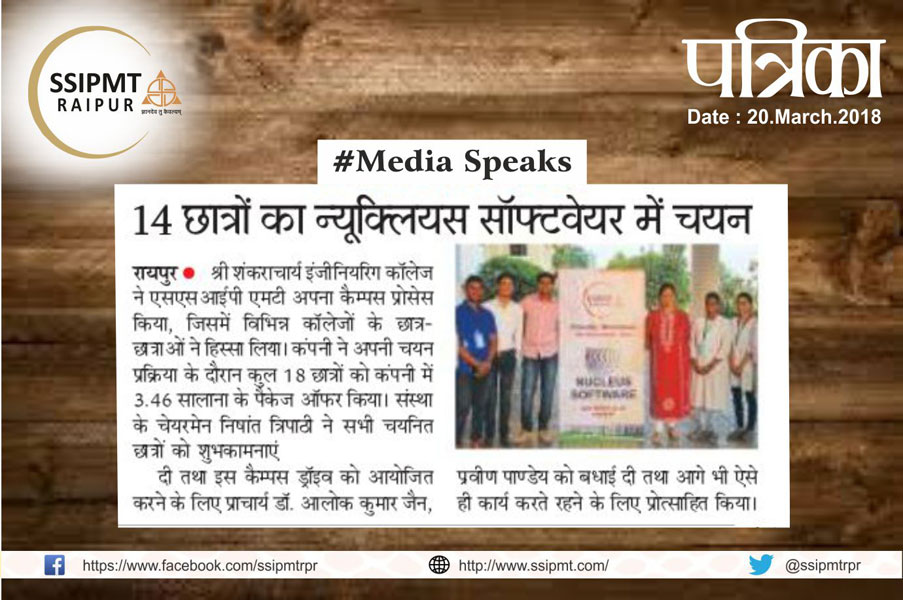 SSIPMT
RAIPUR
ज्ञानादेव तु कैवल्यम्
पत्रिका
Date : 20.March.2018
#Media Speaks
14 छात्रों का न्यूक्लियस सॉफ्टवेयर में चयन
रायपुर ● श्री शंकराचार्य इंजीनियरिग कॉलेज
ने एसएसआईपी एमटी अपना कैम्पस प्रोसेस
किया, जिसमें विभिन्न कॉलेजों के छात्र-
छात्राओं ने हिस्सा लिया। कंपनी ने अपनी चयन
प्रक्रिया के दौरान कुल 18 छात्रों को कंपनी में
3.46 सालाना के पैकेज ऑफर किया। संस्था
के चेयरमेन निषांत त्रिपाठी ने सभी चयनित
छात्रों को शुभकामनाएं
दी तथा इस कैम्पस ड्रॉइव को आयोजित
करने के लिए प्राचार्य डॉ. आलोक कुमार जैन,
SSIPMT
NUCLEUS
SOFTWARE
प्रवीण पाण्डेय को बधाई दी तथा आगे भी ऐसे
ही कार्य करते रहने के लिए प्रोत्साहित किया।
https://www.facebook.com/ssipmtrpr
http://www.ssipmt.com/
@ssipmtrpr